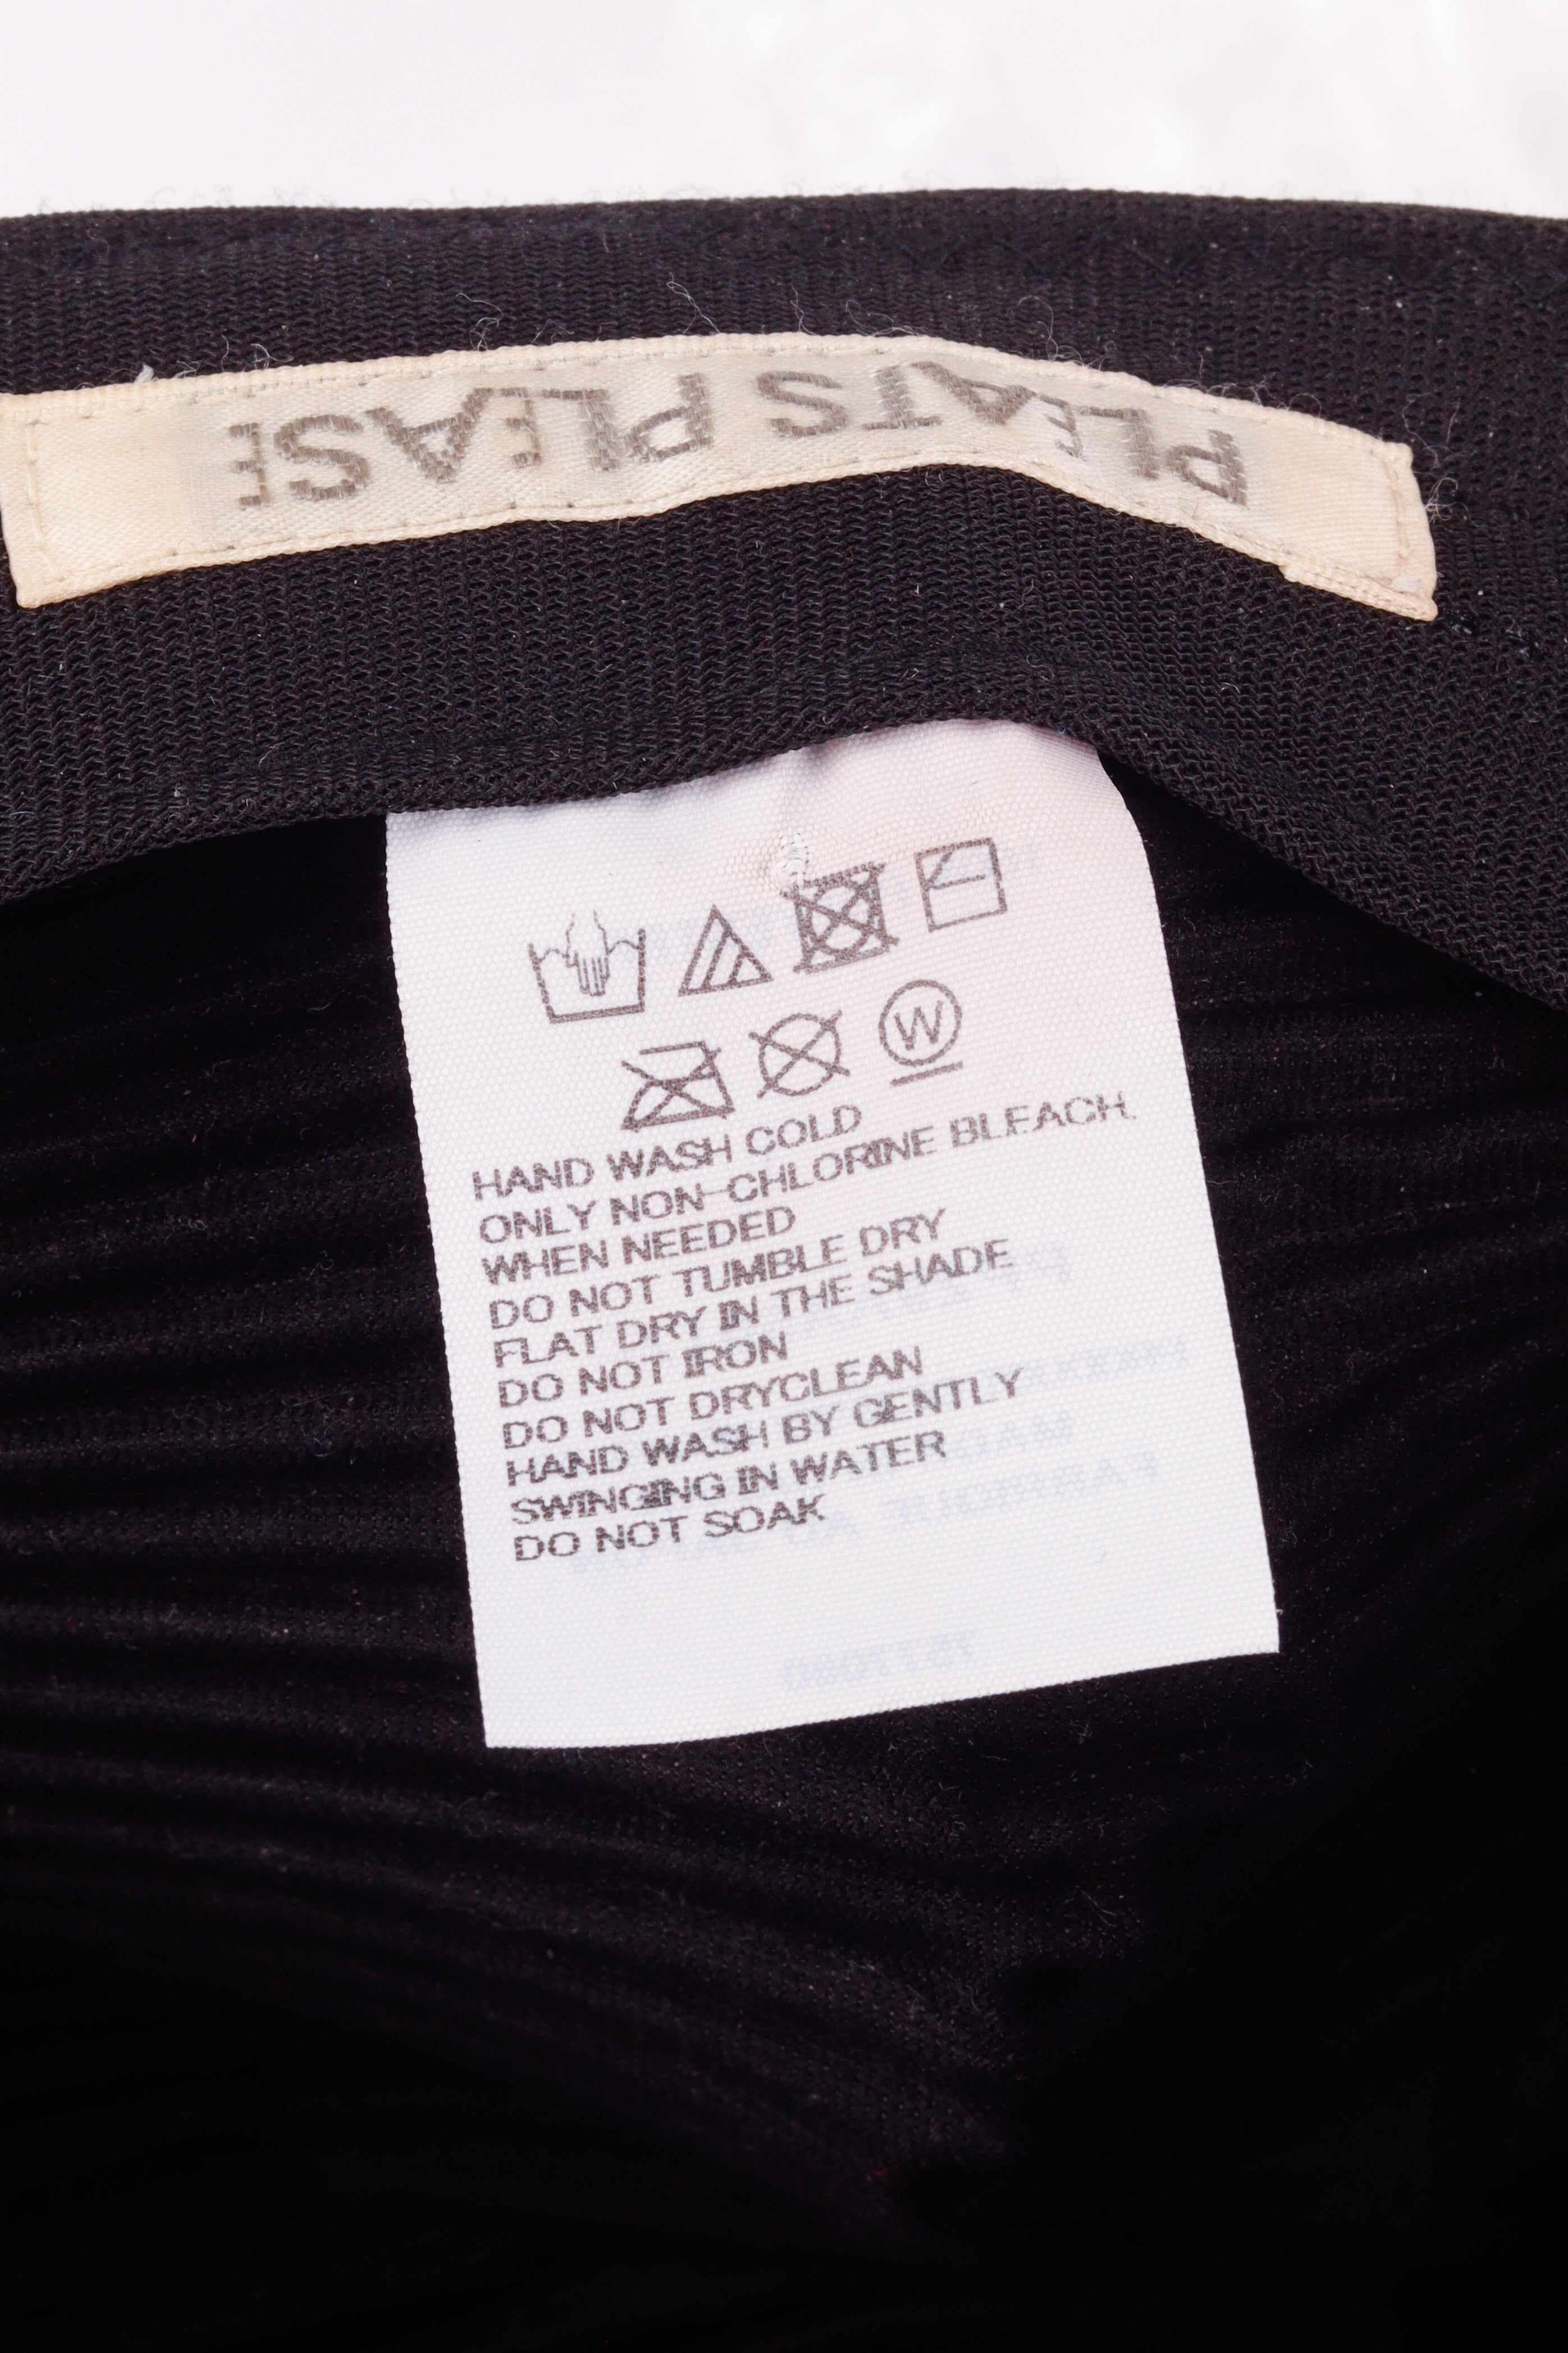 PLEATS PLEASE
W
HAND WASH COLD
ONLY NON-CHLORINE BLEACH.
WHEN NEEDED
DO NOT TUMBLE DRY
FLAT DRY IN THE SHADE
DO NOT IRON
DO NOT DRYCLEAN
HAND WASH BY GENTLY
SWINGING IN WATER
DO NOT SOAK